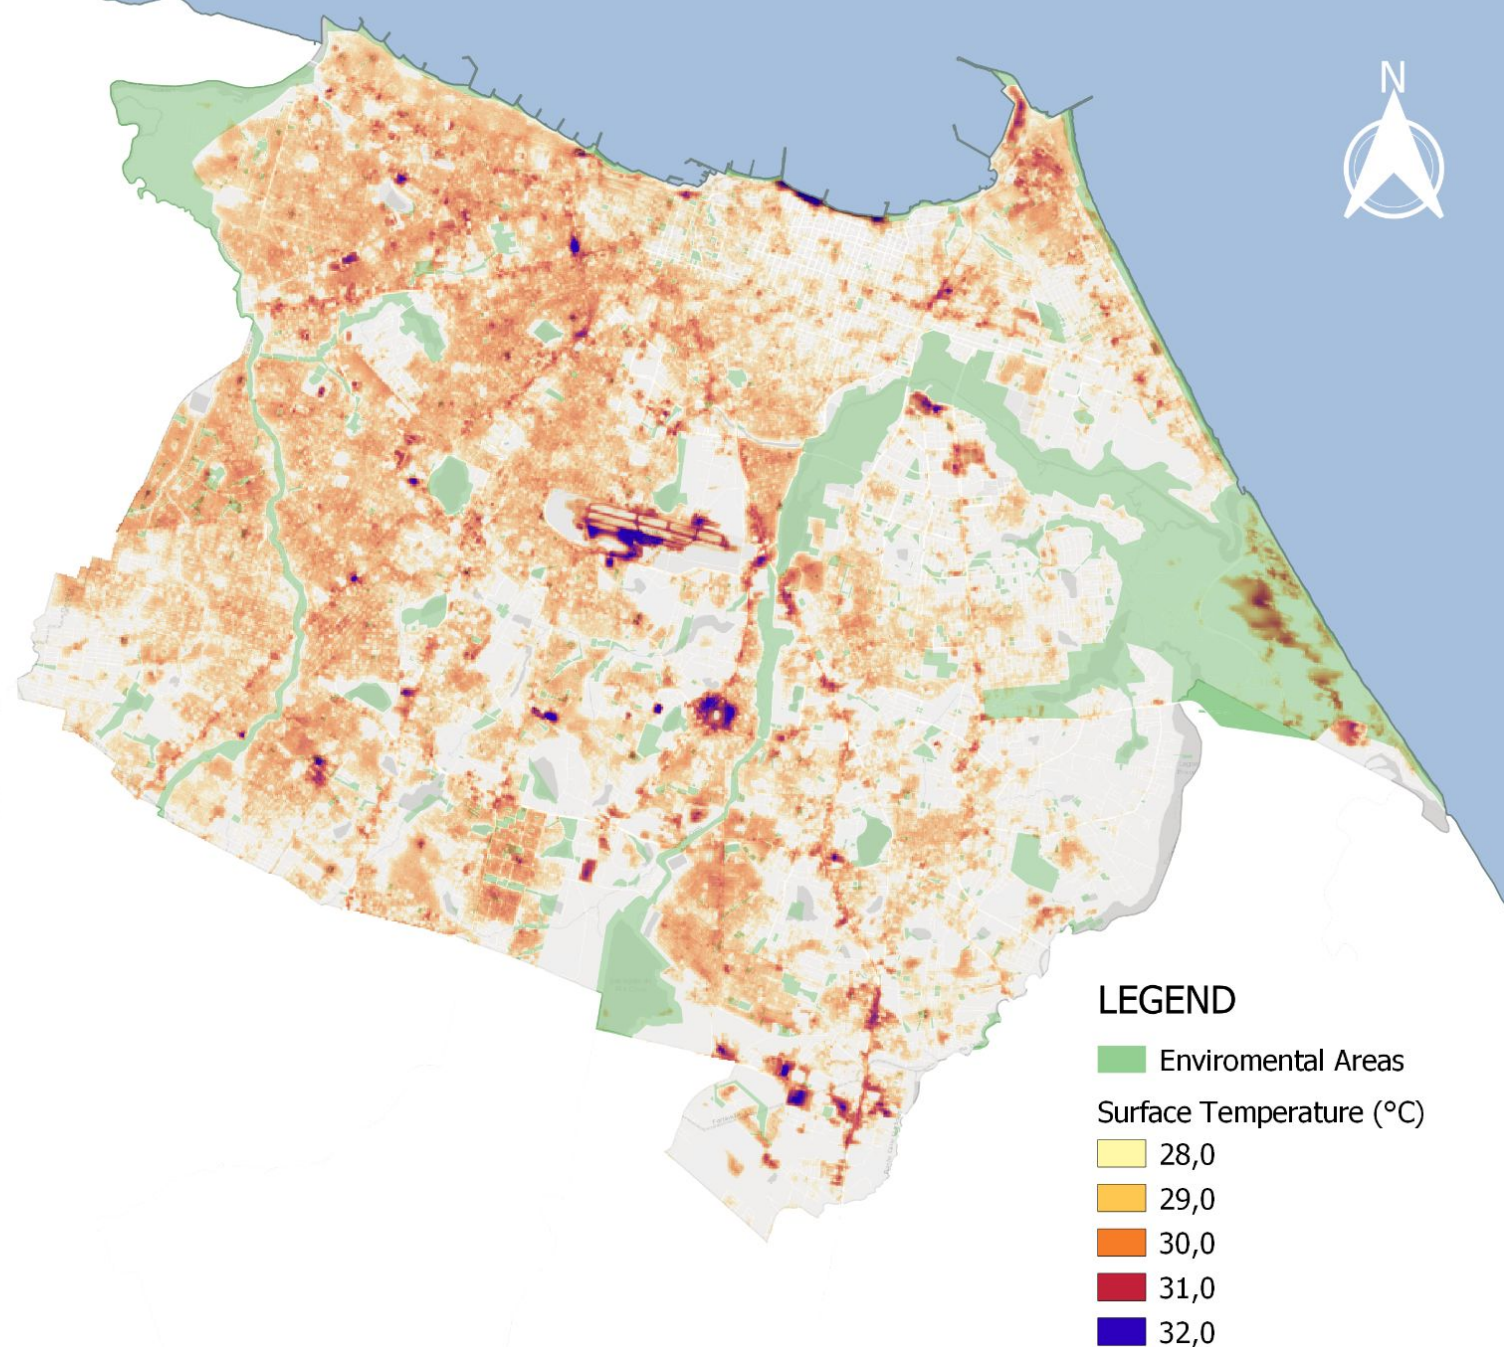 N
LEGEND
Enviromental Areas
Surface Temperature (°C)
28,0
29,0
30,0
31,0
32,0